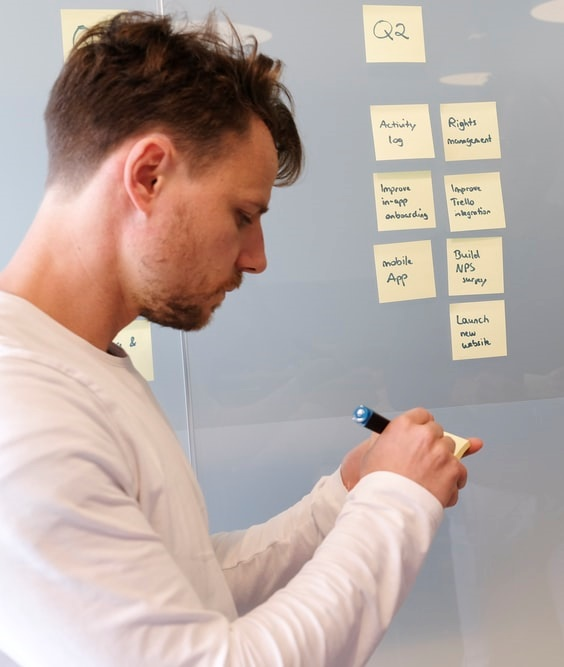 Q2
Activity
log
Rights
management
Improve
in-app
onboarding
Improve
Trello
integration
mobile
App
Build
NPS
survey
Launch
new
website
&